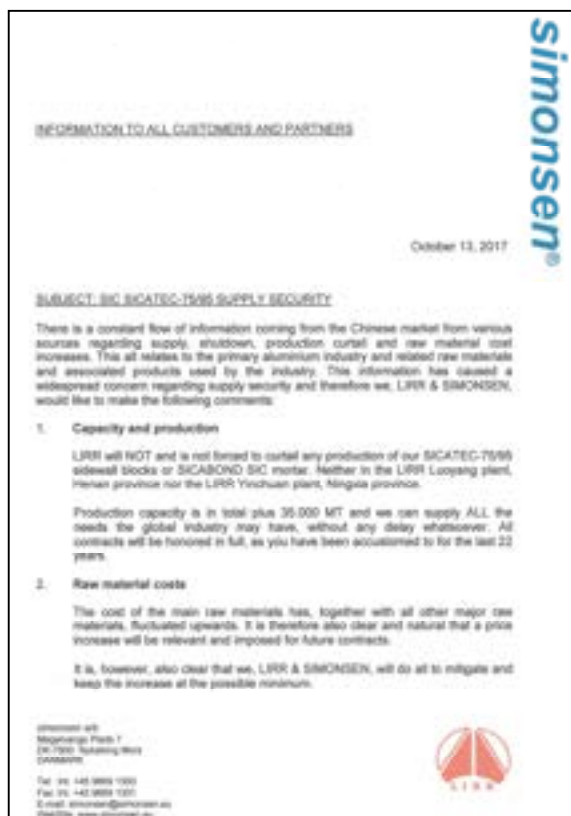 simonsen®
INFORMATION TO ALL CUSTOMERS AND PARTNERS
October 13, 2017
SUBJECT: SIC SICATEC-75/95 SUPPLY SECURITY
There is a constant flow of information coming from the Chinese market from various
sources regarding supply, shutdown, production curtail and raw material cost
increases. This all relates to the primary aluminium industry and related raw materials
and associated products used by the industry. This information has caused a
widespread concern regarding supply security and therefore we, LIRR & SIMONSEN,
would like to make the following comments:
1. Capacity and production
LIRR will NOT and is not forced to curtail any production of our SICATEC-75/95
sidewall blocks or SICABOND SIC mortar. Neither in the LIRR Luoyang plant,
Henan province nor the LIRR Yinchuan plant, Ningxia province.
Production capacity is in total plus 35.000 MT and we can supply ALL the
needs the global industry may have, without any delay whatsoever. All
contracts will be honored in full, as you have been accustomed to for the last 22
years.
2. Raw material costs
The cost of the main raw materials has, together with all other major raw
materials, fluctuated upwards. It is therefore also clear and natural that a price
increase will be relevant and imposed for future contracts.
It is, however, also clear that we, LIRR & SIMONSEN, will do all to mitigate and
keep the increase at the possible minimum.
simonsen
DENMARK
E-mail: simonsen@simonsen.eu
LIRR